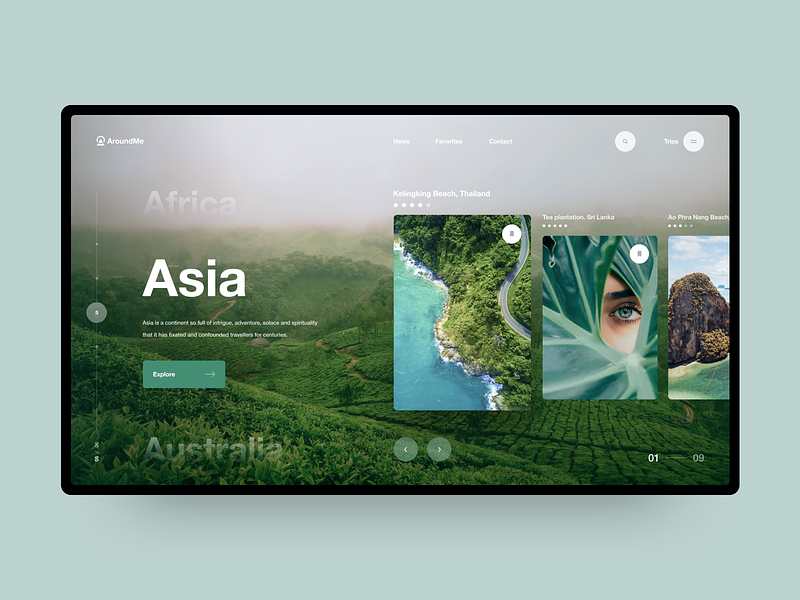 AroundMe
News
Favorites
Contact
Trips
Africa
Asia
Asia is a continent so full of intrigue, adventure, solace and spirituality
that it has fixated and confounded travellers for centuries.
Explore
Australia
5
Kelingking Beach, Thailand
Tea plantation. Sri Lanka
Ao Phra Nang Beach
01
09